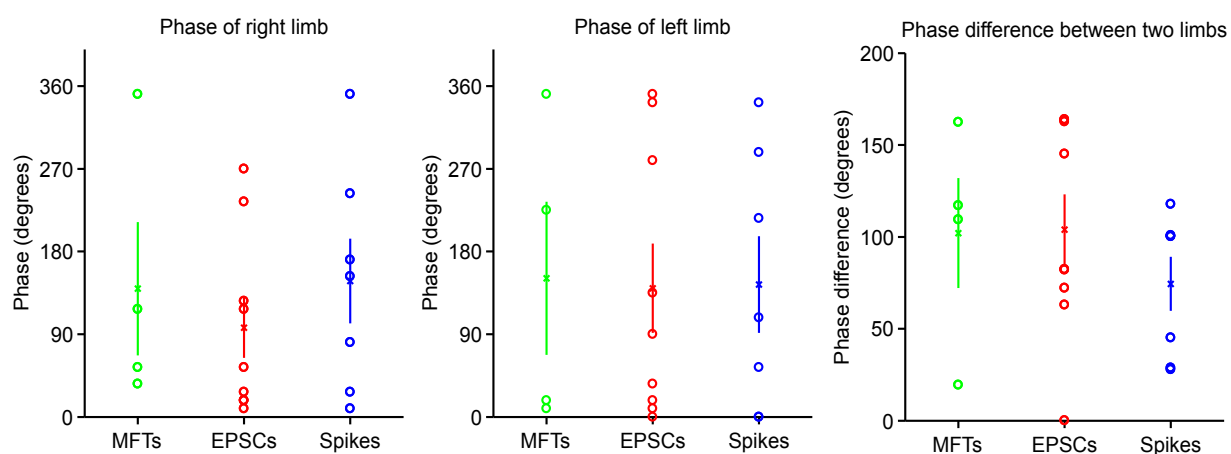 Phase of right limb
Phase (degrees)
360
270
180
90
0
MFTs EPSCs Spikes
Phase of left limb
Phase (degrees)
360
270
180
90
0
MFTs EPSCs Spikes
Phase difference between two limbs
Phase difference (degrees)
200
150
100
50
0
MFTs EPSCs Spikes